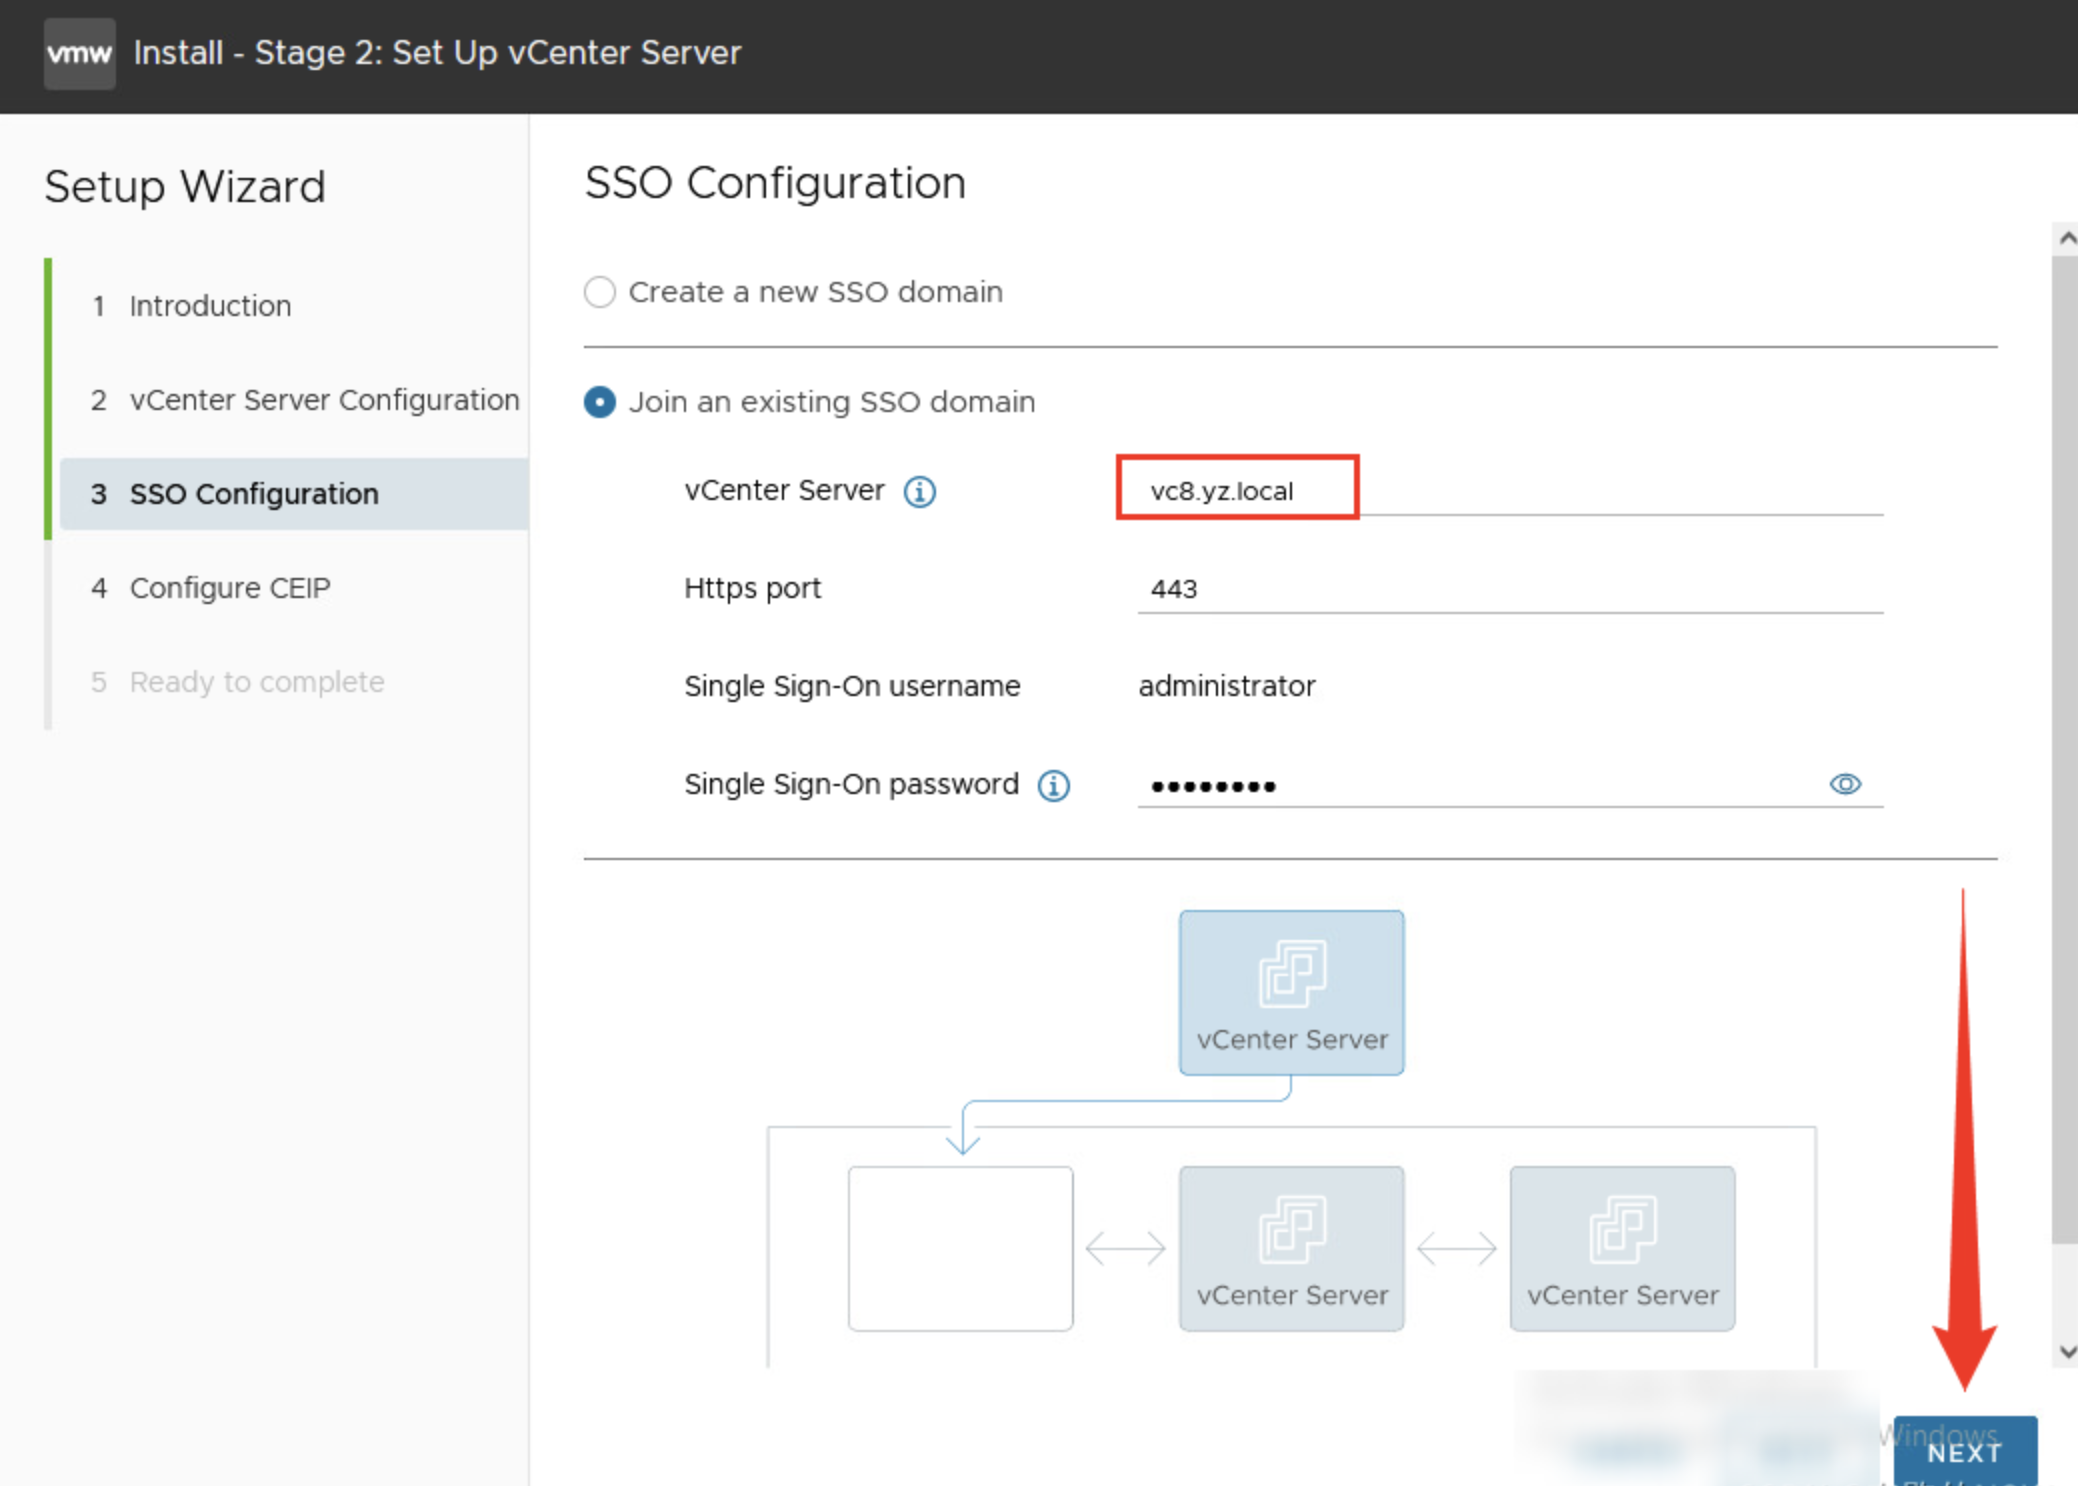 vmw Install - Stage 2: Set Up vCenter Server
Setup Wizard
1 Introduction
2 vCenter Server Configuration
3 SSO Configuration
4 Configure CEIP
5 Ready to complete
SSO Configuration
Create a new SSO domain
Join an existing SSO domain
vCenter Server vc8.yz.local
Https port 443
Single Sign-On username administrator
Single Sign-On password ••••••••
vCenter Server
vCenter Server vCenter Server
Windows
NEXT